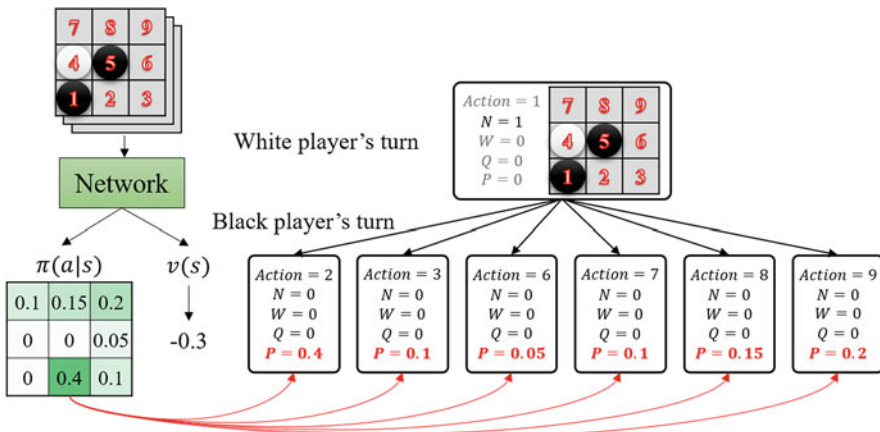 7 8 9
4 5 6
1 2 3
Network
π(a|s)
v(s)
0.1 0.15 0.2
0 0 0.05
0 0.4 0.1
-0.3
White player's turn
Action = 1
N = 1
W = 0
Q = 0
P = 0
7 8 9
4 5 6
1 2 3
Black player's turn
Action = 2
N = 0
W = 0
Q = 0
P = 0.4
Action = 3
N = 0
W = 0
Q = 0
P = 0.1
Action = 6
N = 0
W = 0
Q = 0
P = 0.05
Action = 7
N = 0
W = 0
Q = 0
P = 0.1
Action = 8
N = 0
W = 0
Q = 0
P = 0.15
Action = 9
N = 0
W = 0
Q = 0
P = 0.2